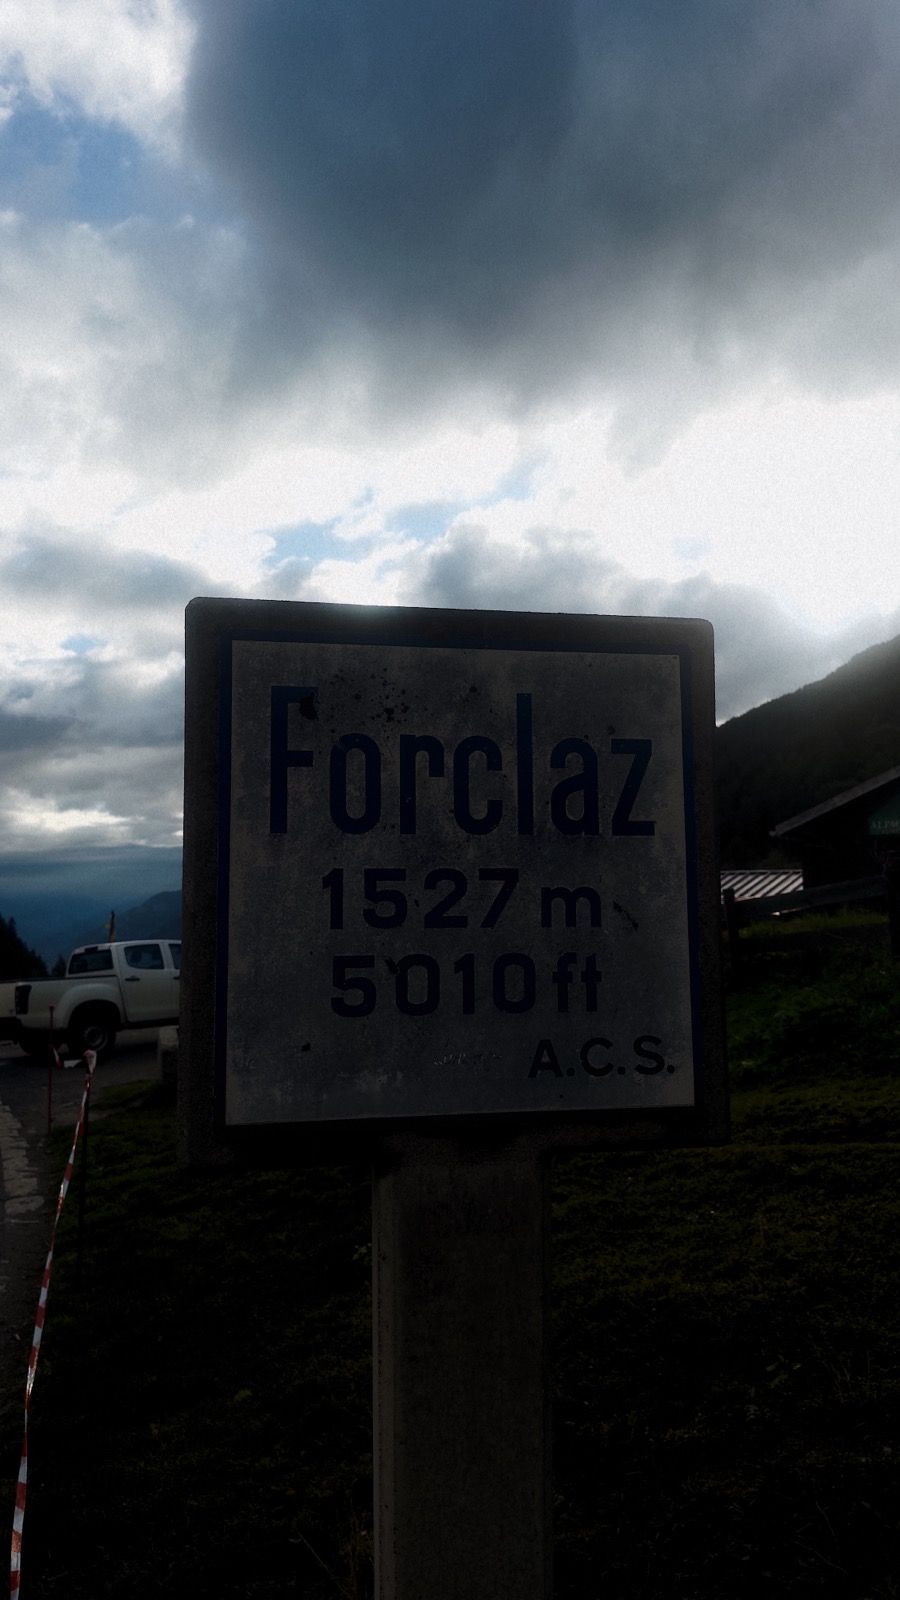 Forclaz
1527 m
5010 ft
A.C.S.